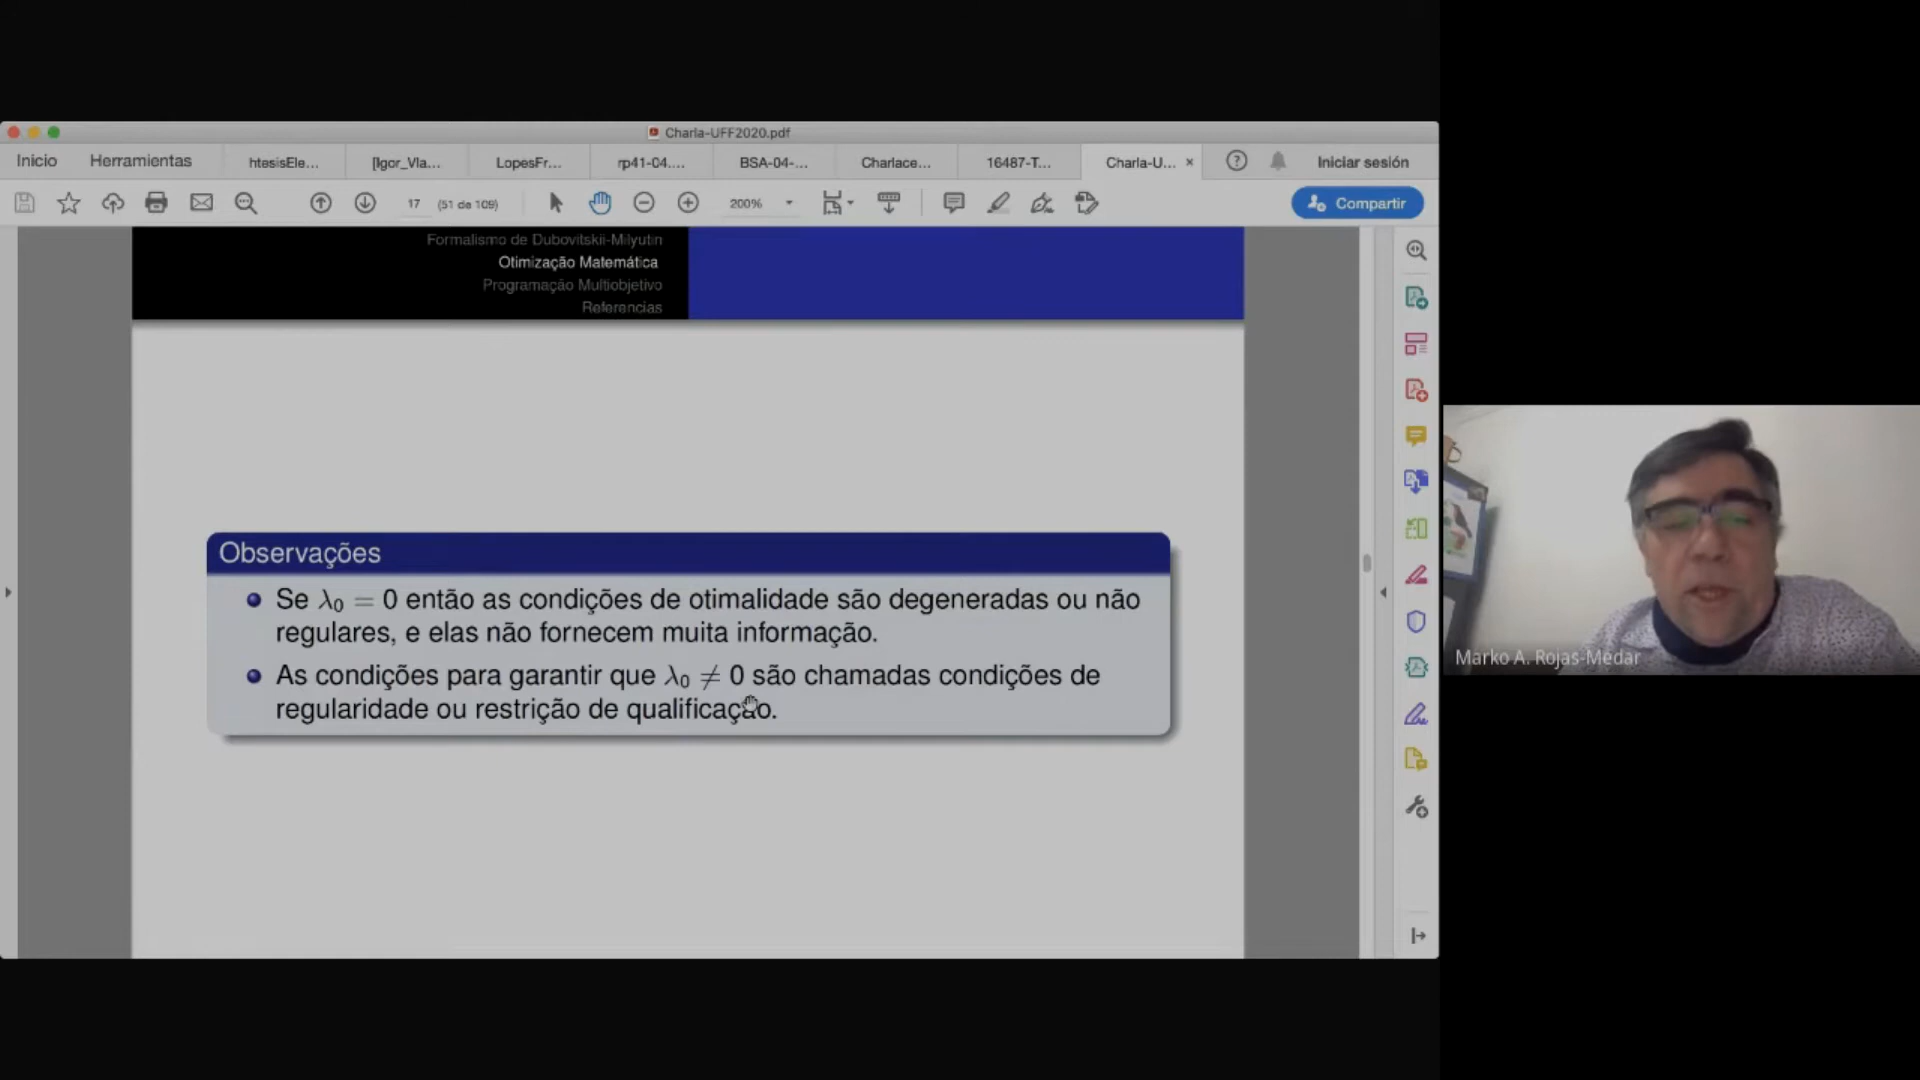 Charla-UFF2020.pdf
Inicio Herramientas htesisEle... [Igor_Vla... LopesFr... rp41-04.... BSA-04-... Charlace... 16487-T... Charla-U... × Iniciar sesión
17 (51 de 109) 200% Compartir
Formalismo de Dubovitskii-Milyutin
Otimização Matemática
Programação Multiobjetivo
Referencias
Observações
Se λ₀ = 0 então as condições de otimalidade são degeneradas ou não
regulares, e elas não fornecem muita informação.
As condições para garantir que λ₀ ≠ 0 são chamadas condições de
regularidade ou restrição de qualificação.
Marko A. Rojas-Medar